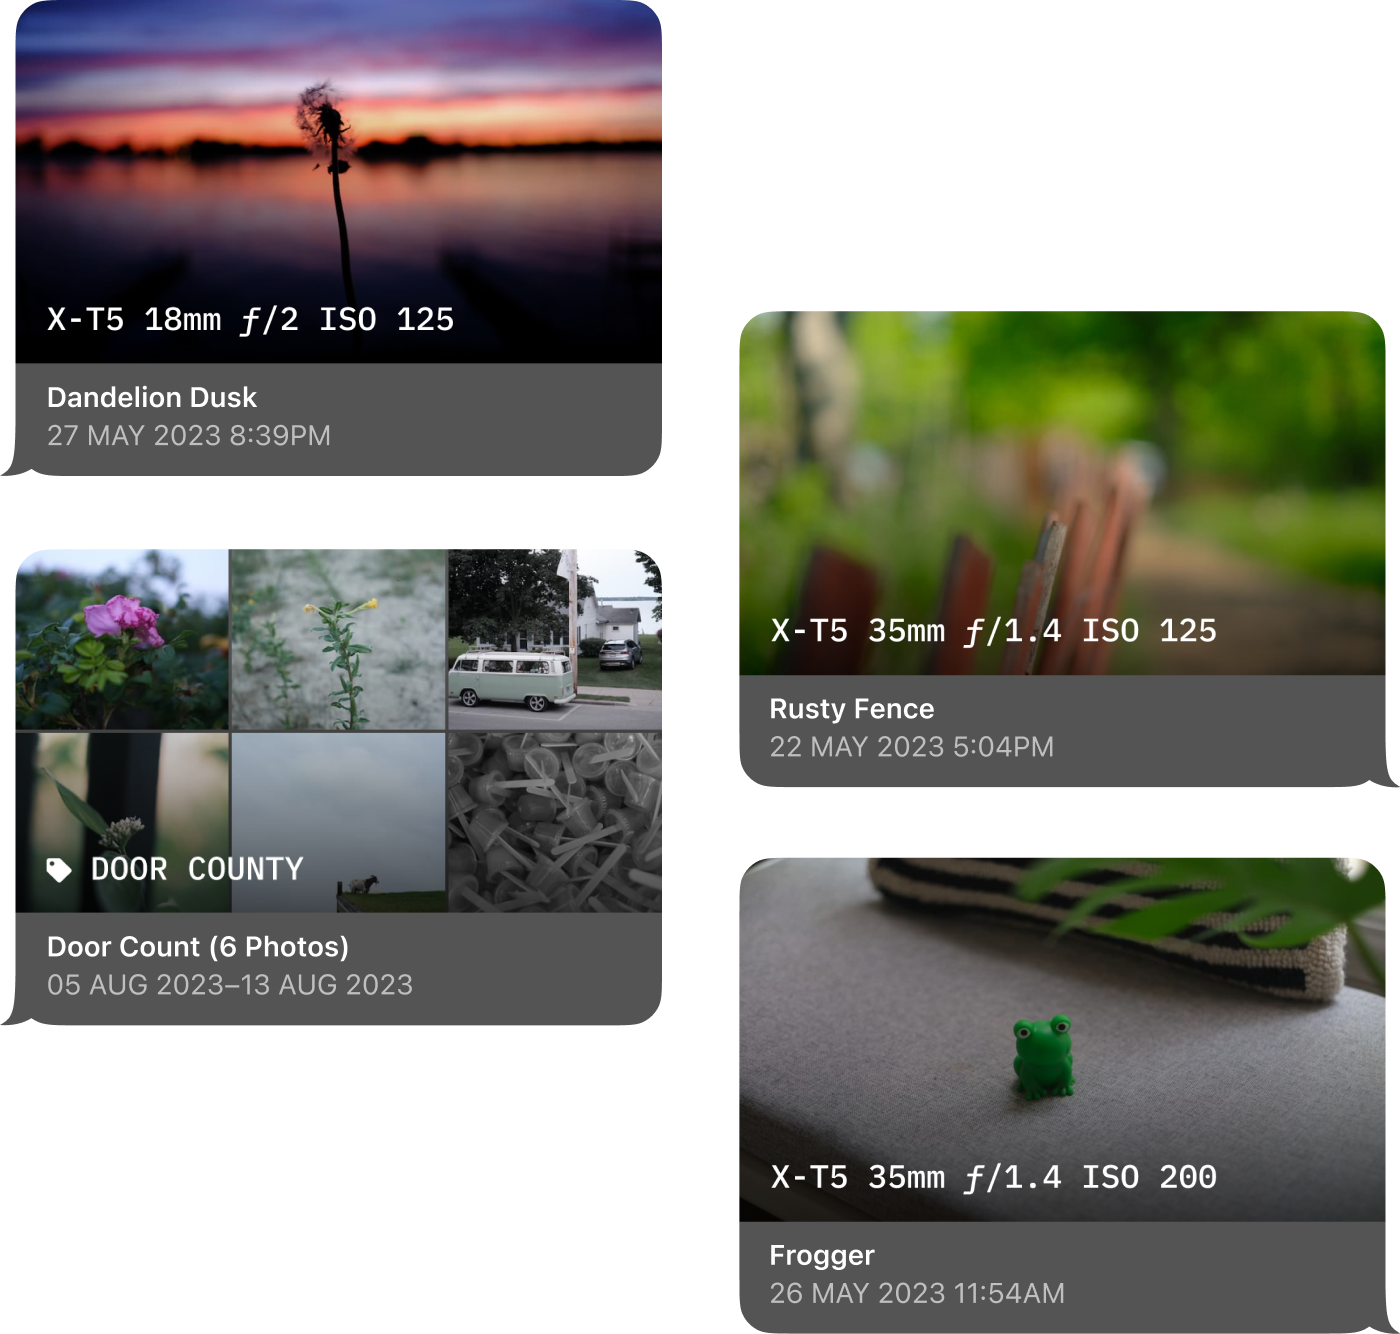 X-T5 18mm ƒ/2 ISO 125
Dandelion Dusk
27 MAY 2023 8:39PM
DOOR COUNTY
Door Count (6 Photos)
05 AUG 2023–13 AUG 2023
X-T5 35mm ƒ/1.4 ISO 125
Rusty Fence
22 MAY 2023 5:04PM
X-T5 35mm ƒ/1.4 ISO 200
Frogger
26 MAY 2023 11:54AM